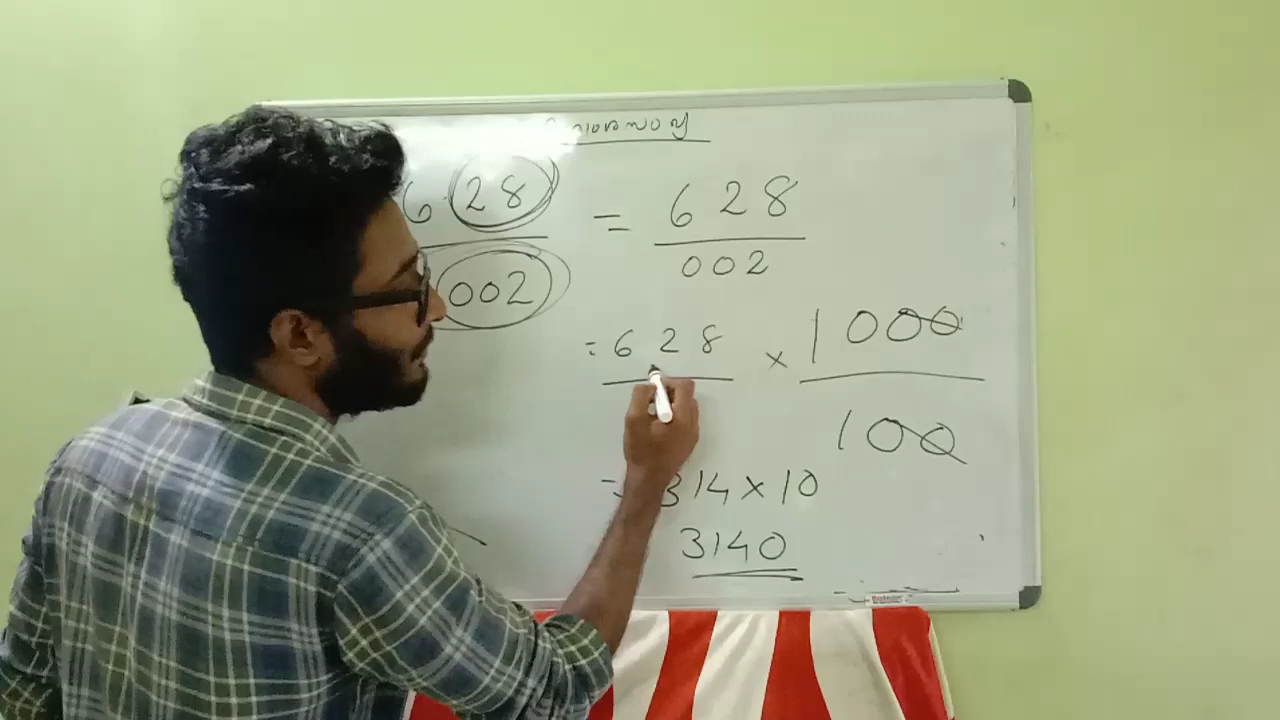 6.28 = 628
002 002
= 628 × 1000
100
= 314 × 10
3140